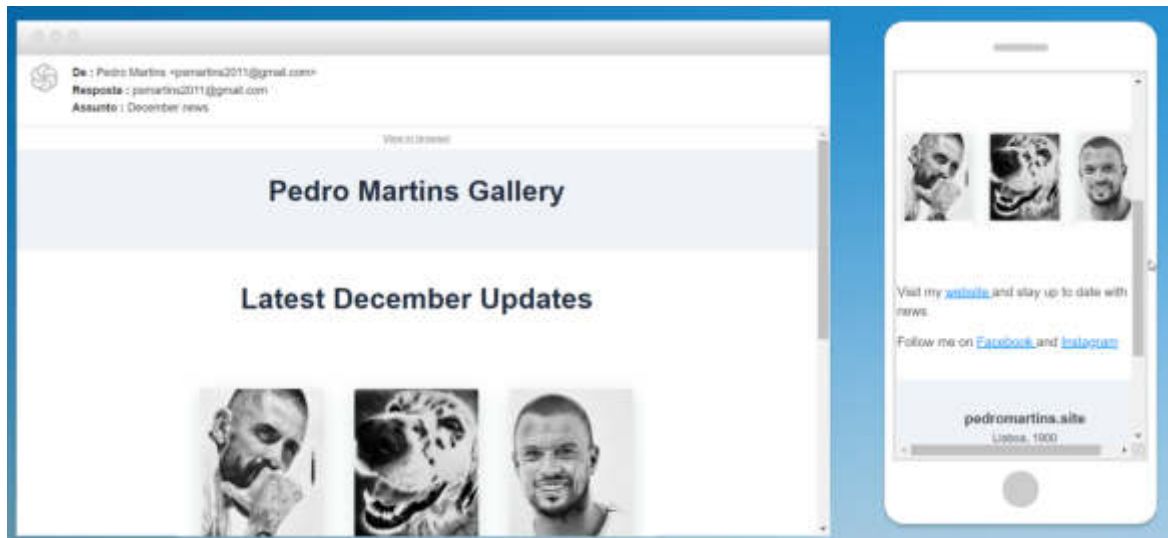 De : Pedro Martins <psmartins2011@gmail.com>
Resposta : psmartins2011@gmail.com
Assunto : December news
View in browser
Pedro Martins Gallery
Latest December Updates
Visit my website and stay up to date with
news
Follow me on Facebook and Instagram
pedromartins.site
Lisboa, 1900